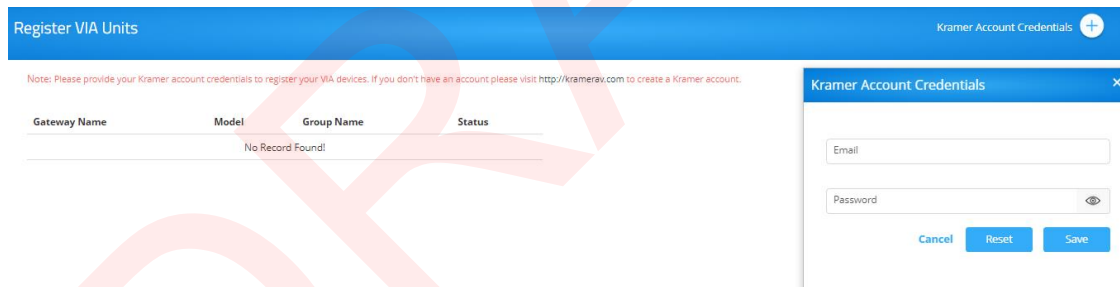 Register VIA Units
Kramer Account Credentials
Note: Please provide your Kramer account credentials to register your VIA devices. If you don't have an account please visit http://kramerav.com to create a Kramer account.
Gateway Name Model Group Name Status
No Record Found!
Kramer Account Credentials
Email
Password
Cancel Reset Save